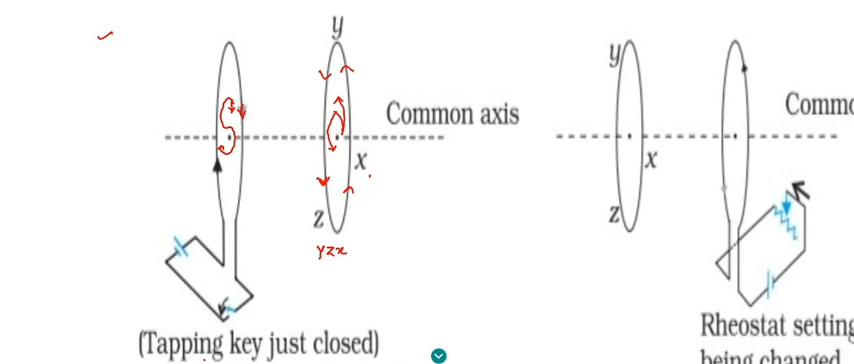 y
Common axis
x
z
yzx
(Tapping key just closed)
y
x
z
Commo
Rheostat setting
being changed